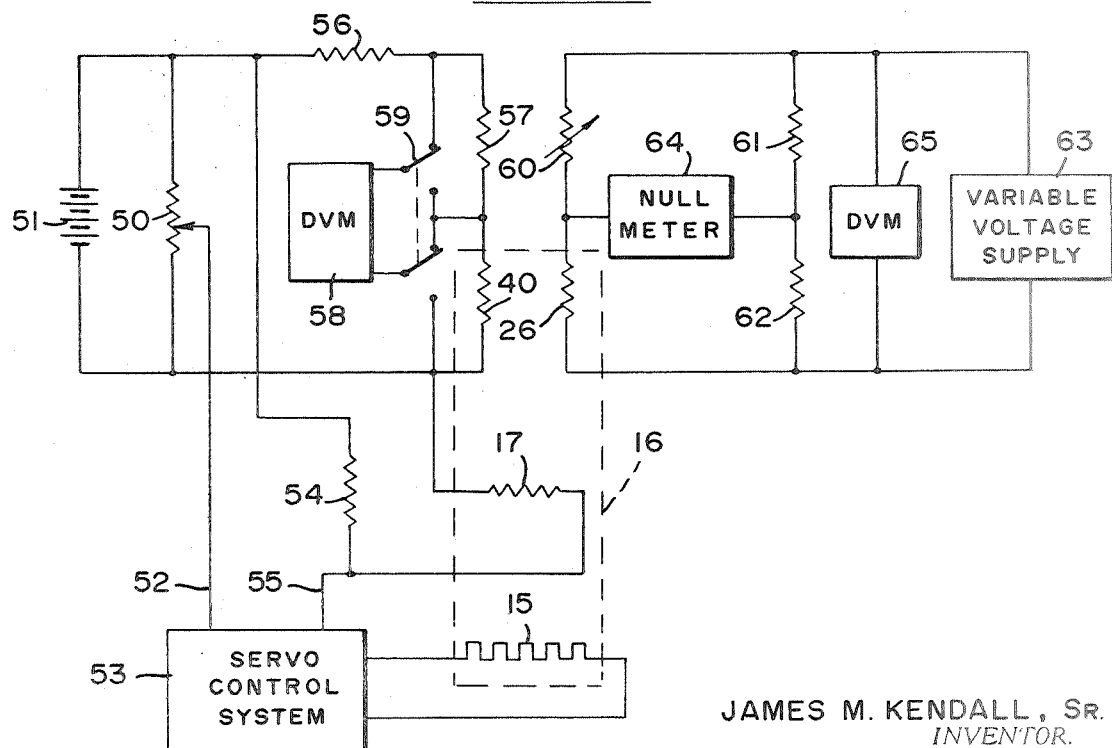 56
59
57
60
61
64
65
63
51
50
DVM
NULL
METER
DVM
VARIABLE
VOLTAGE
SUPPLY
58
40
26
62
17
16
54
52
55
15
53
SERVO
CONTROL
SYSTEM
JAMES M. KENDALL, SR.
INVENTOR.